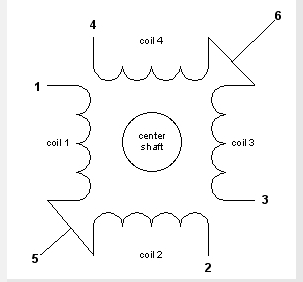 4
6
coil 4
1
coil 1
center
shaft
coil 3
3
5
coil 2
2